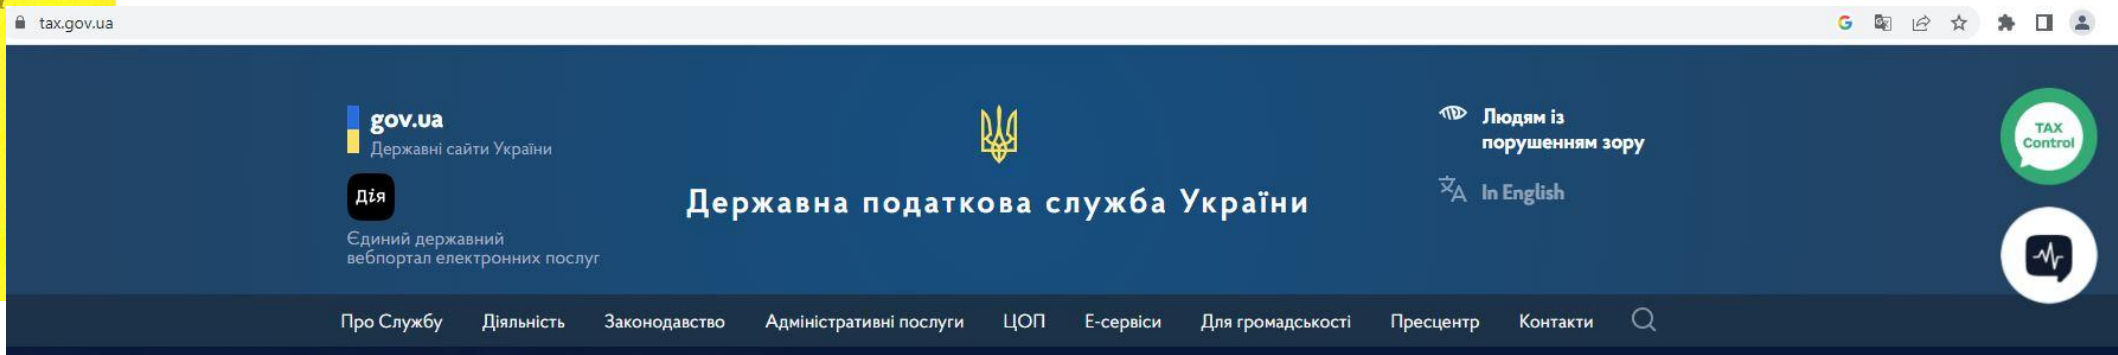 tax.gov.ua
gov.ua
Державні сайти України
Дія
Єдиний державний
вебпортал електронних послуг
Державна податкова служба України
Людям із
порушенням зору
In English
TAX
Control
Про Службу Діяльність Законодавство Адміністративні послуги ЦОП Е-сервіси Для громадськості Пресцентр Контакти